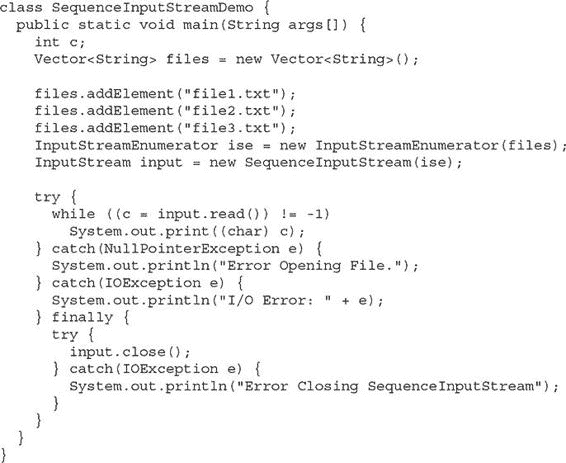 class SequenceInputStreamDemo {
  public static void main(String args[]) {
    int c;
    Vector<String> files = new Vector<String>();

    files.addElement("file1.txt");
    files.addElement("file2.txt");
    files.addElement("file3.txt");
    InputStreamEnumerator ise = new InputStreamEnumerator(files);
    InputStream input = new SequenceInputStream(ise);

    try {
      while ((c = input.read()) != -1)
        System.out.print((char) c);
    } catch(NullPointerException e) {
      System.out.println("Error Opening File.");
    } catch(IOException e) {
      System.out.println("I/O Error: " + e);
    } finally {
      try {
        input.close();
      } catch(IOException e) {
        System.out.println("Error Closing SequenceInputStream");
      }
    }
  }
}